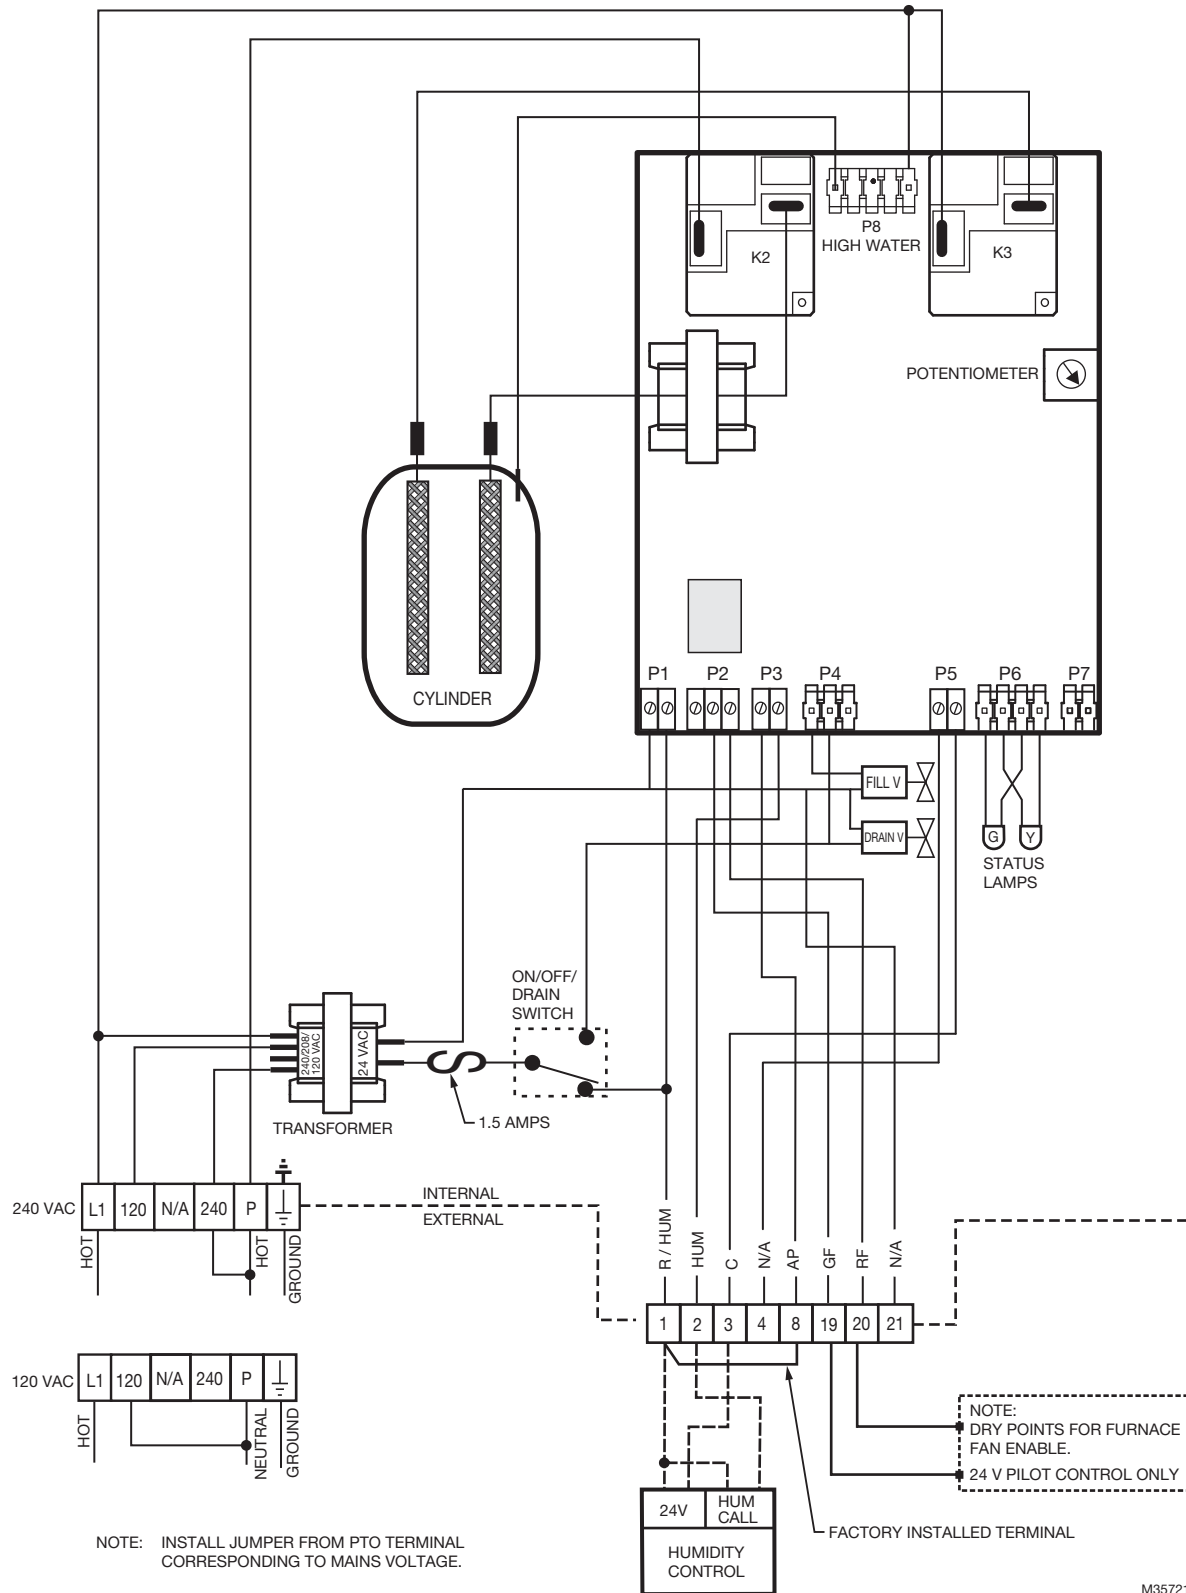 P8
HIGH WATER
K2
K3
POTENTIOMETER
CYLINDER
P1
P2
P3
P4
P5
P6
P7
FILL V
DRAIN V
G
Y
STATUS
LAMPS
ON/OFF/
DRAIN
SWITCH
240/208/
120 VAC
24 VAC
TRANSFORMER
1.5 AMPS
240 VAC
L1
120
N/A
240
P
HOT
HOT
GROUND
INTERNAL
EXTERNAL
R / HUM
HUM
C
N/A
AP
GF
RF
N/A
1
2
3
4
8
19
20
21
120 VAC
L1
120
N/A
240
P
HOT
NEUTRAL
GROUND
NOTE:
DRY POINTS FOR FURNACE
FAN ENABLE.
24 V PILOT CONTROL ONLY
24V
HUM
CALL
HUMIDITY
CONTROL
FACTORY INSTALLED TERMINAL
NOTE: INSTALL JUMPER FROM PTO TERMINAL
CORRESPONDING TO MAINS VOLTAGE.